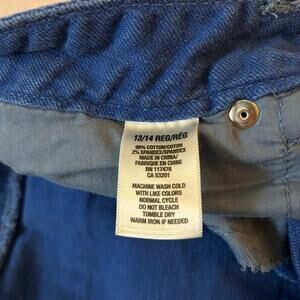 13/14 REG/RÉG
98% COTTON/COTON
2% SPANDEX/SPANDEX
MADE IN CHINA/
FABRIQUÉ EN CHINE
RN 117476
CA 53201
MACHINE WASH COLD
WITH LIKE COLORS
NORMAL CYCLE
DO NOT BLEACH
TUMBLE DRY
WARM IRON IF NEEDED